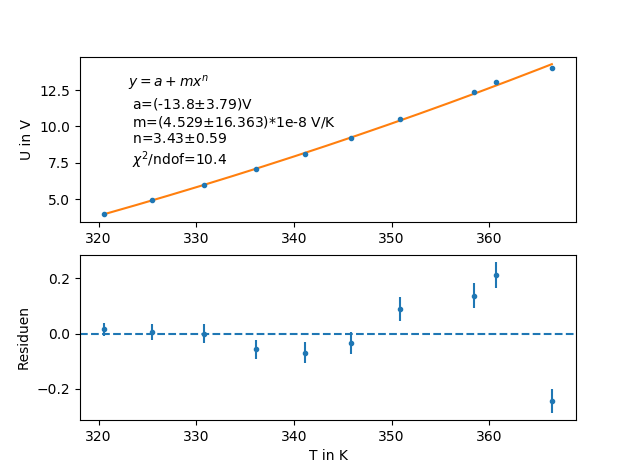 12.5
10.0
7.5
5.0
U in V
y = a + mxⁿ
a=(-13.8±3.79)V
m=(4.529±16.363)*1e-8 V/K
n=3.43±0.59
χ²/ndof=10.4
320 330 340 350 360
0.2
0.0
−0.2
Residuen
320 330 340 350 360
T in K